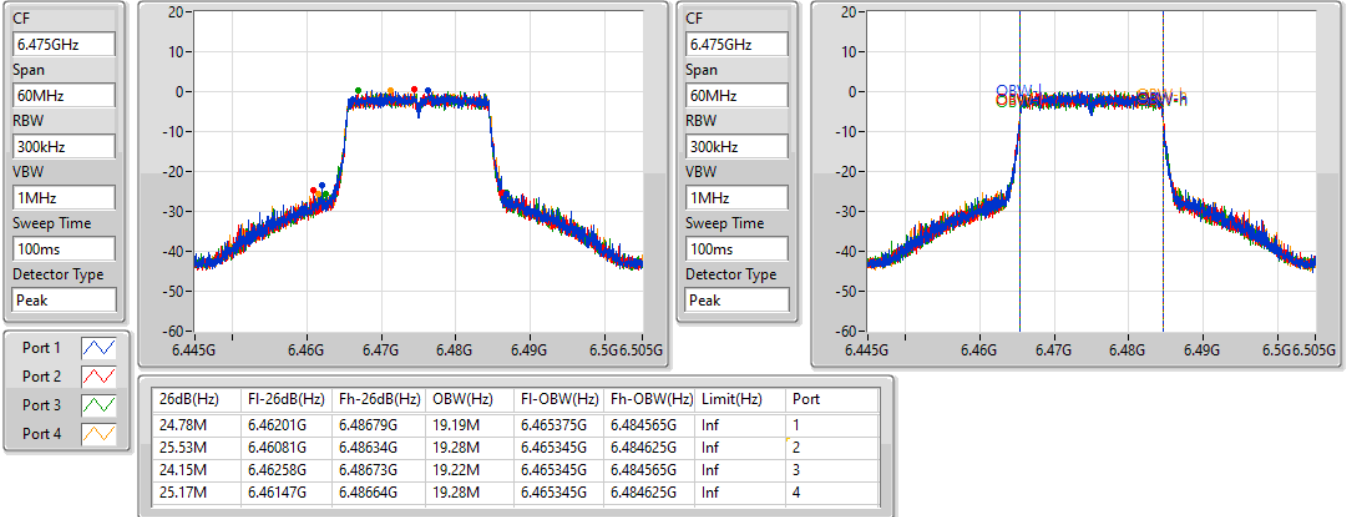 CF
6.475GHz
Span
60MHz
RBW
300kHz
VBW
1MHz
Sweep Time
100ms
Detector Type
Peak
20
10
0
-10
-20
-30
-40
-50
-60
6.445G 6.46G 6.47G 6.48G 6.49G 6.5G 6.505G
CF
6.475GHz
Span
60MHz
RBW
300kHz
VBW
1MHz
Sweep Time
100ms
Detector Type
Peak
20
10
0
-10
-20
-30
-40
-50
-60
OBW-h
6.445G 6.46G 6.47G 6.48G 6.49G 6.5G 6.505G
Port 1
Port 2
Port 3
Port 4
26dB(Hz) Fl-26dB(Hz) Fh-26dB(Hz) OBW(Hz) Fl-OBW(Hz) Fh-OBW(Hz) Limit(Hz) Port
24.78M 6.46201G 6.48679G 19.19M 6.465375G 6.484565G Inf 1
25.53M 6.46081G 6.48634G 19.28M 6.465345G 6.484625G Inf 2
24.15M 6.46258G 6.48673G 19.22M 6.465345G 6.484565G Inf 3
25.17M 6.46147G 6.48664G 19.28M 6.465345G 6.484625G Inf 4